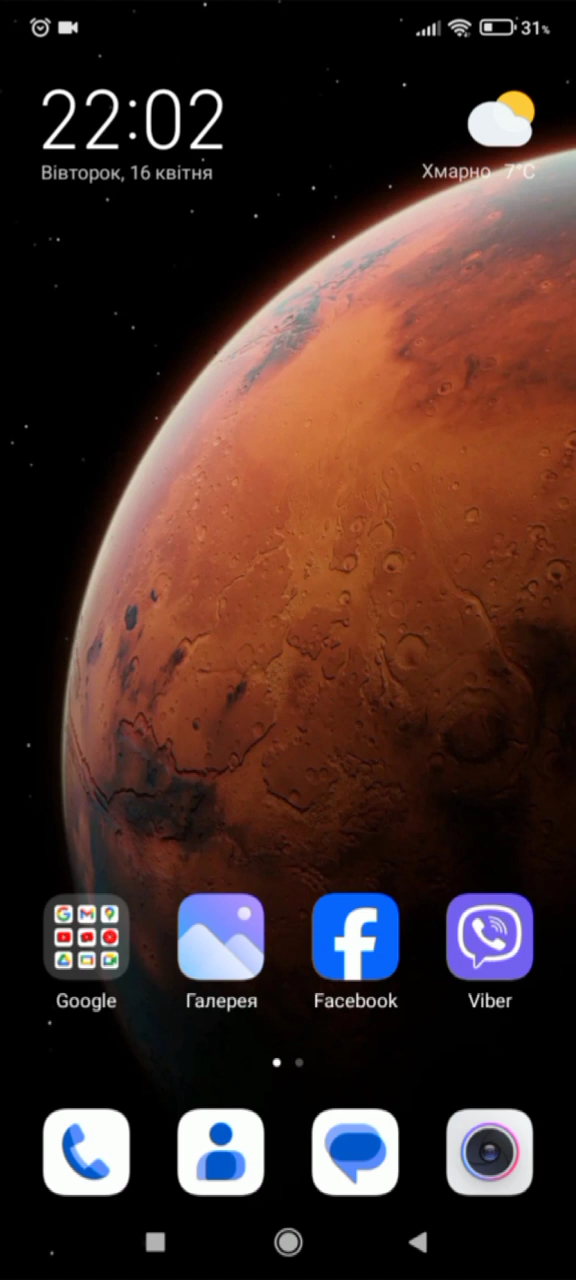 31%
22:02
Вівторок, 16 квітня
Хмарно 7°C
Google
Галерея
Facebook
Viber